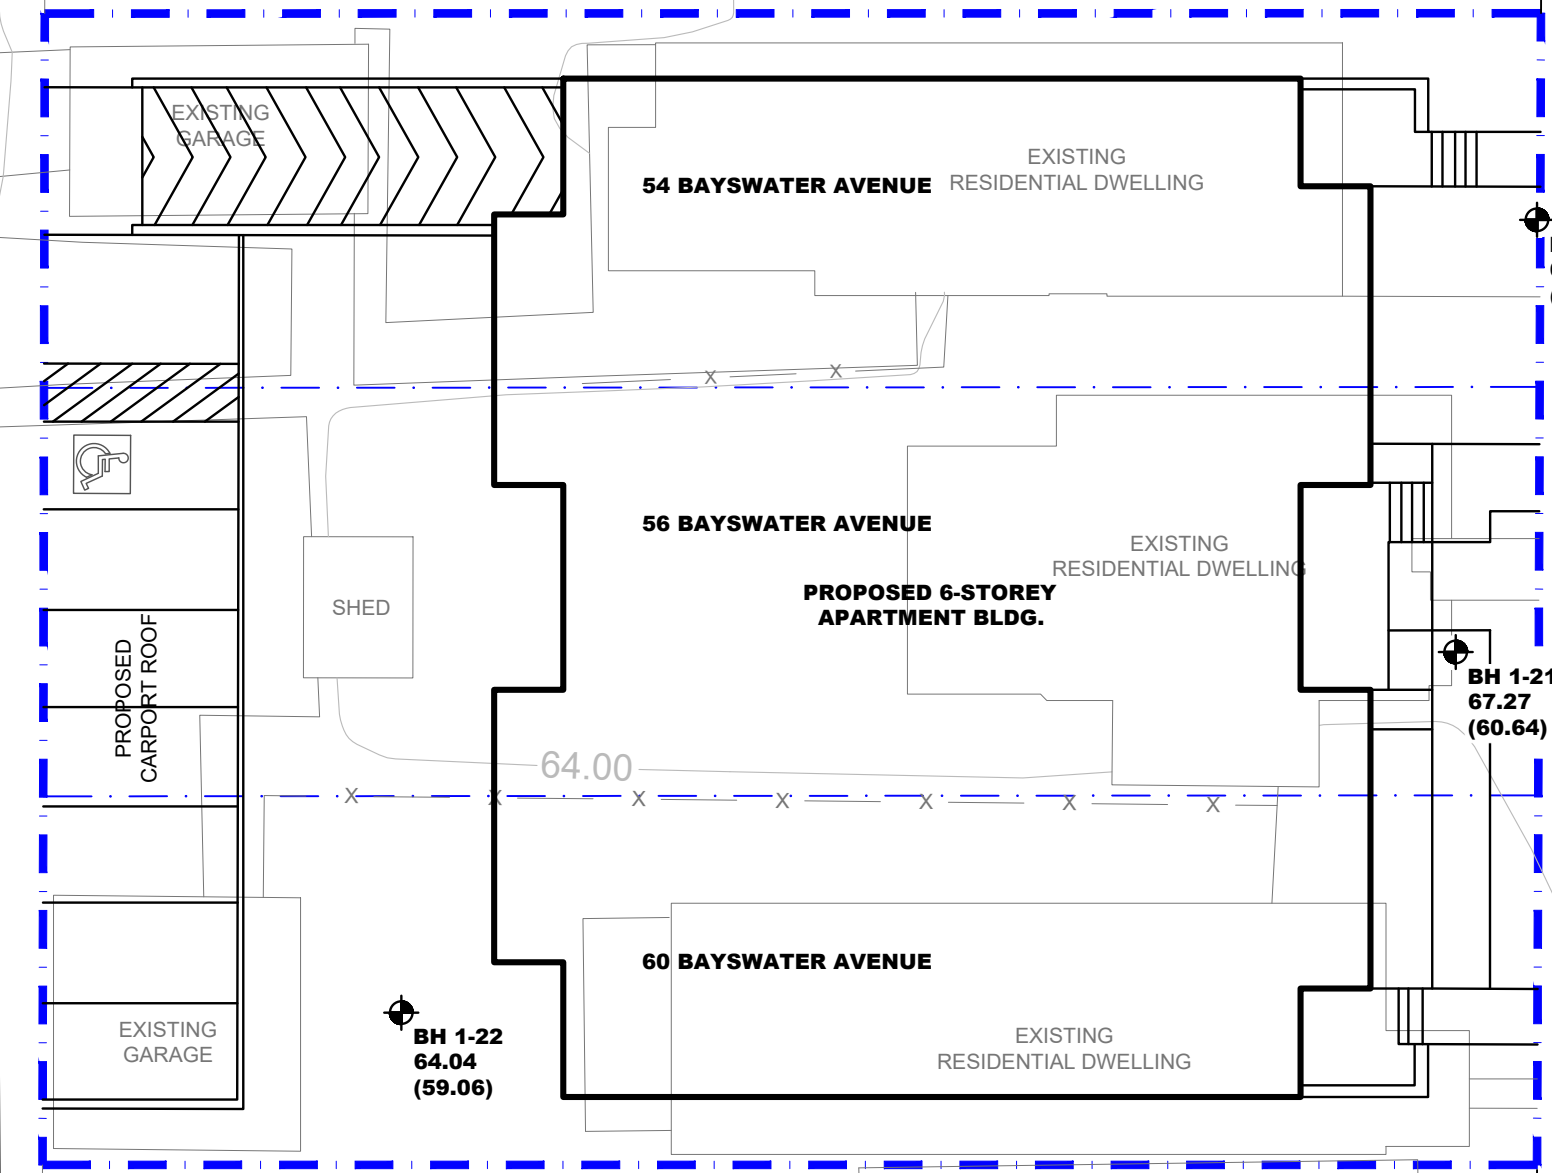 EXISTING
GARAGE
54 BAYSWATER AVENUE
EXISTING
RESIDENTIAL DWELLING
X
X
56 BAYSWATER AVENUE
EXISTING
RESIDENTIAL DWELLING
PROPOSED 6-STOREY
APARTMENT BLDG.
SHED
PROPOSED
CARPORT ROOF
BH 1-21
67.27
(60.64)
64.00
X
X
X
X
X
X
X
60 BAYSWATER AVENUE
EXISTING
GARAGE
BH 1-22
64.04
(59.06)
EXISTING
RESIDENTIAL DWELLING